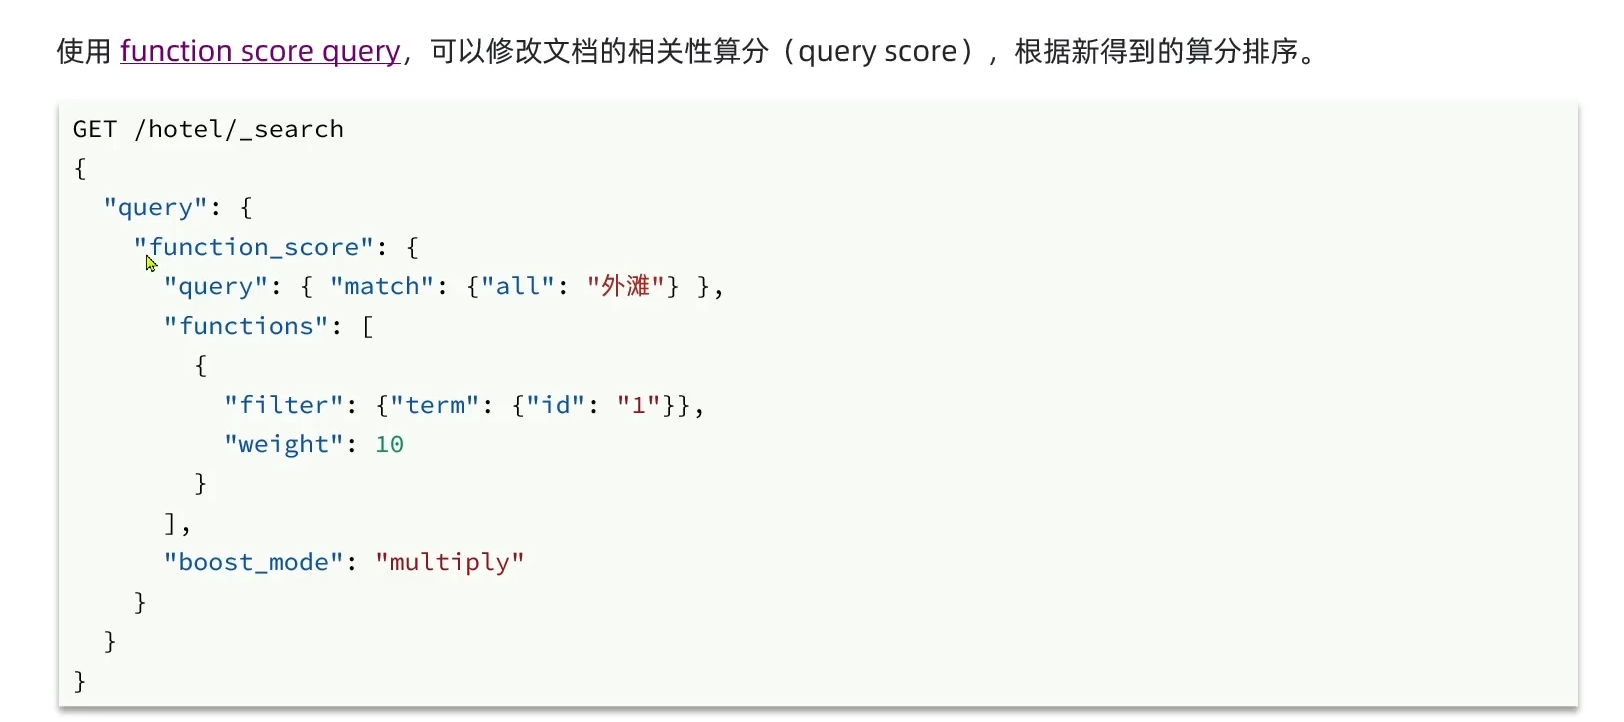 使用 function score query，可以修改文档的相关性算分（query score），根据新得到的算分排序。
GET /hotel/_search
{
  "query": {
    "function_score": {
      "query": { "match": {"all": "外滩"} },
      "functions": [
        {
          "filter": {"term": {"id": "1"}},
          "weight": 10
        }
      ],
      "boost_mode": "multiply"
    }
  }
}